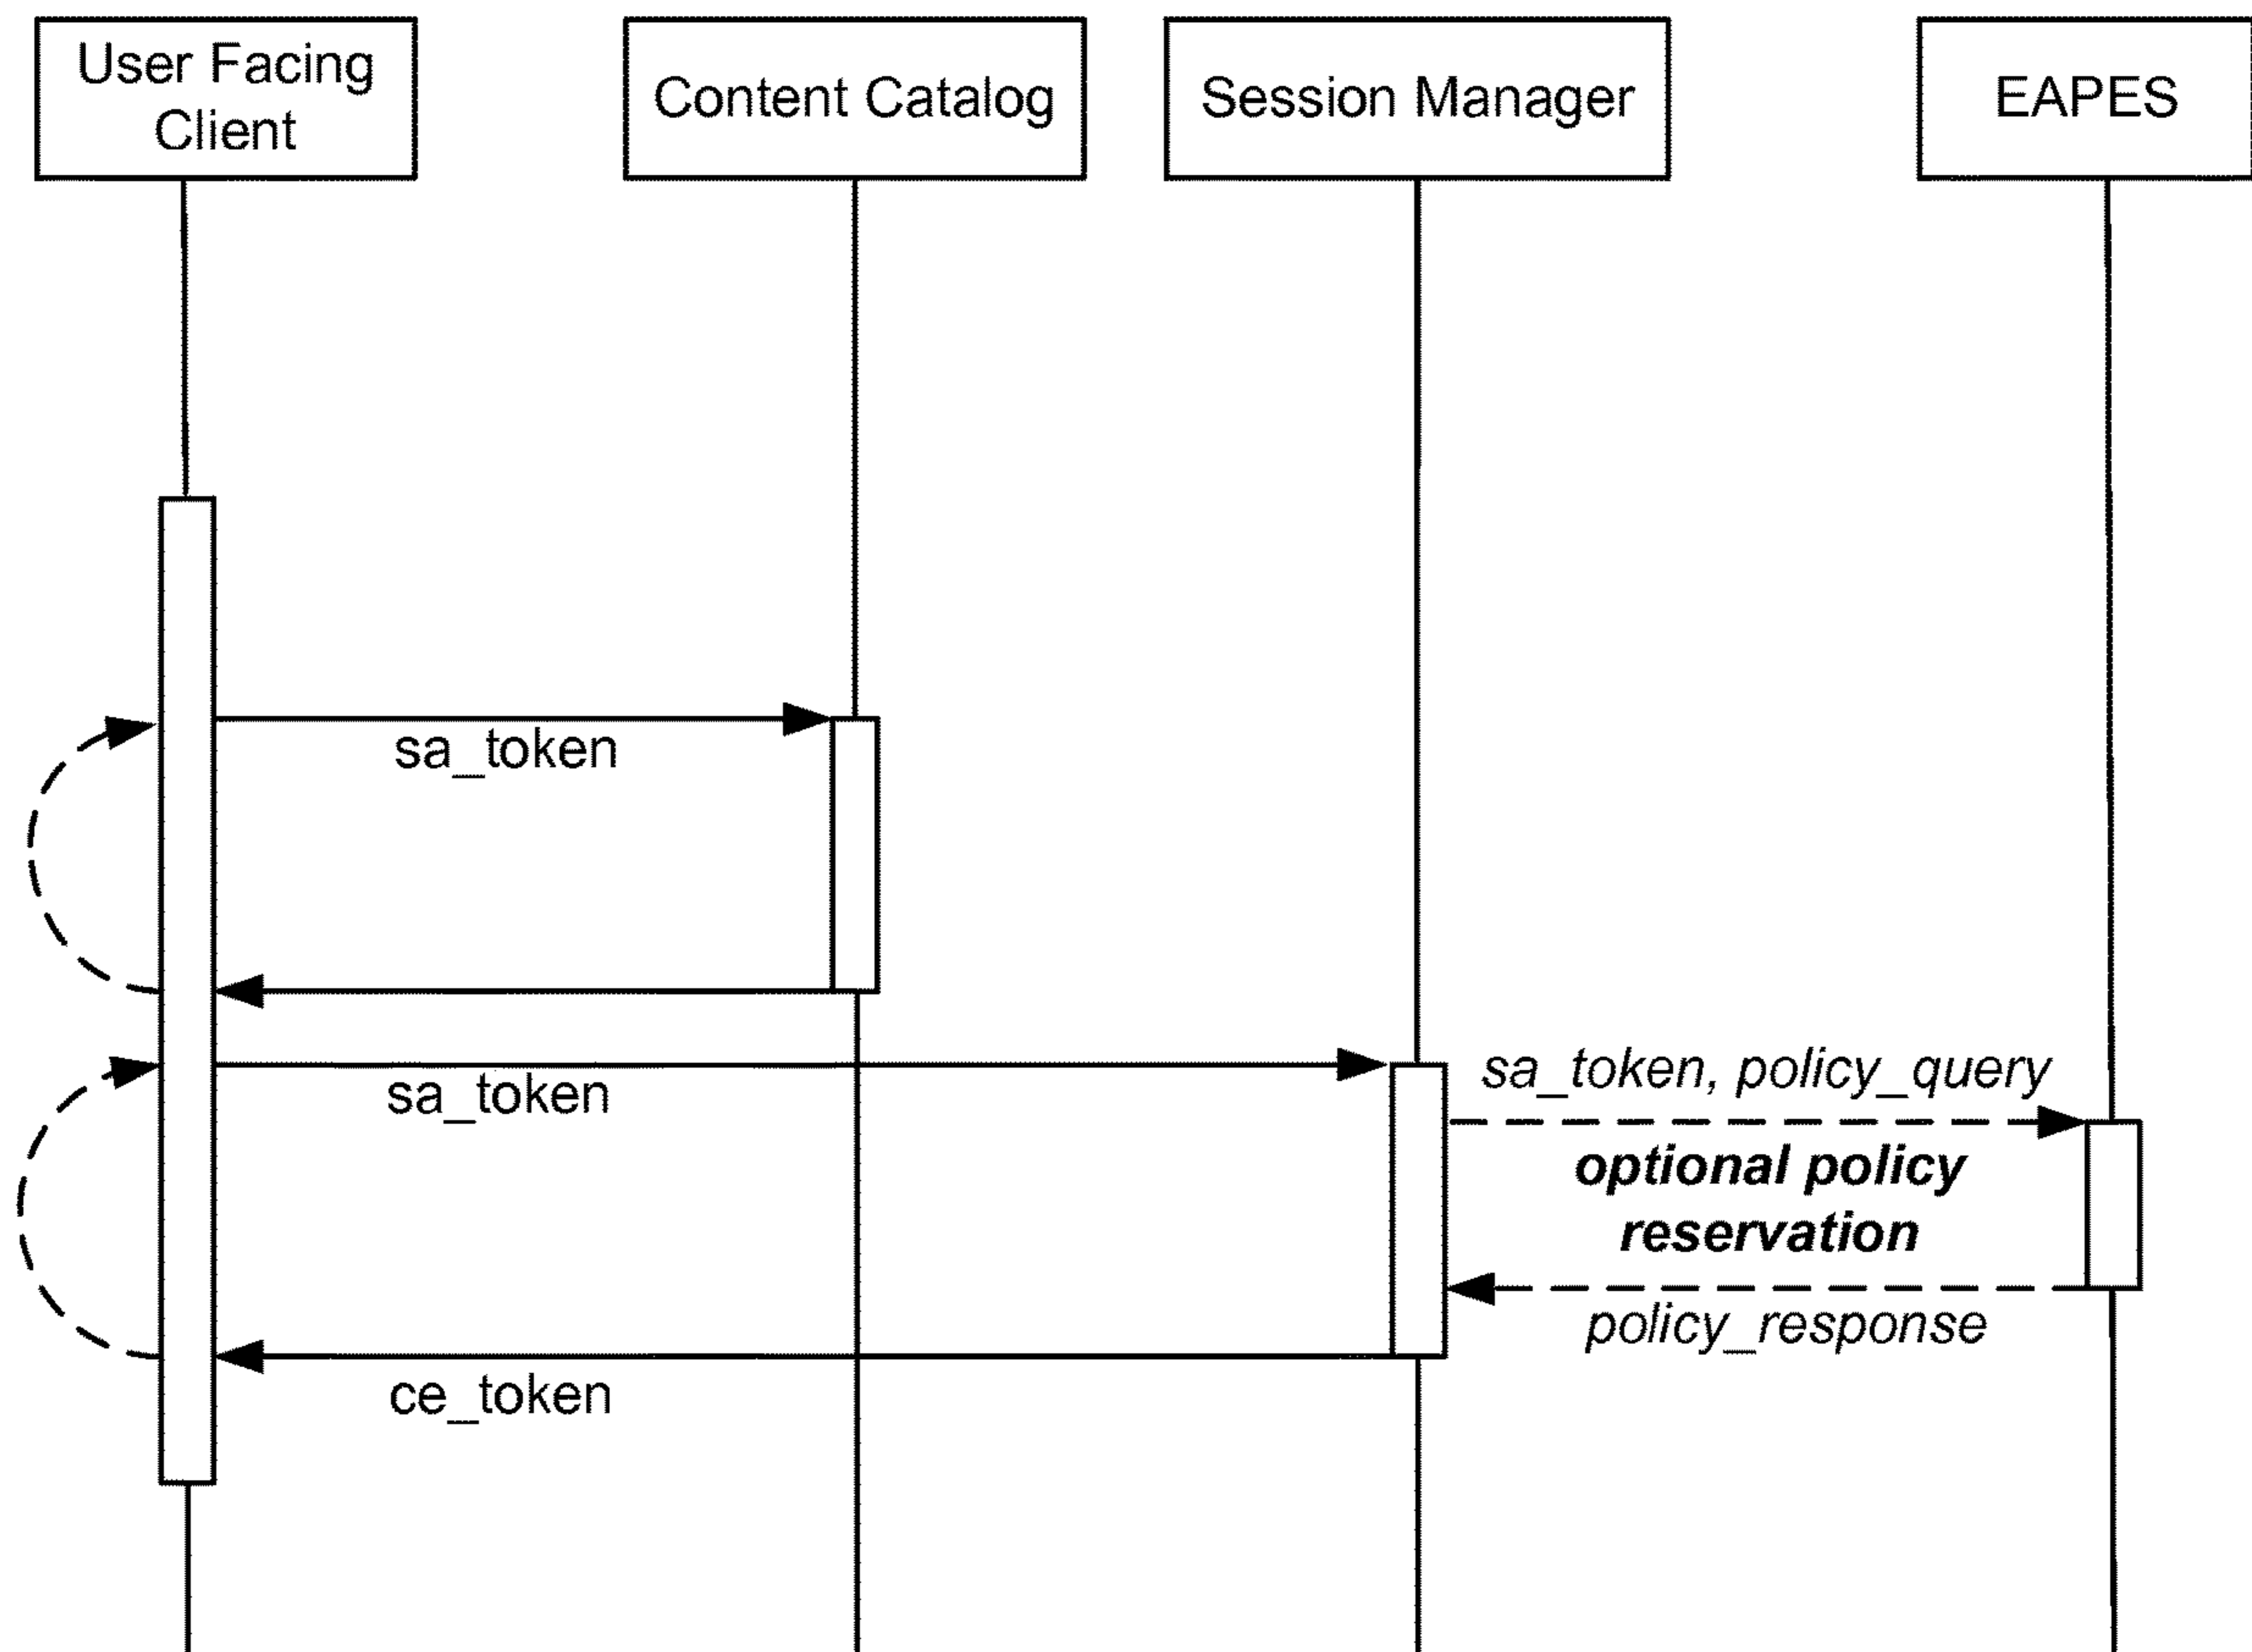 User Facing
Client
Content Catalog
Session Manager
EAPES
sa_token
sa_token
sa_token, policy_query
optional policy
reservation
policy_response
ce_token